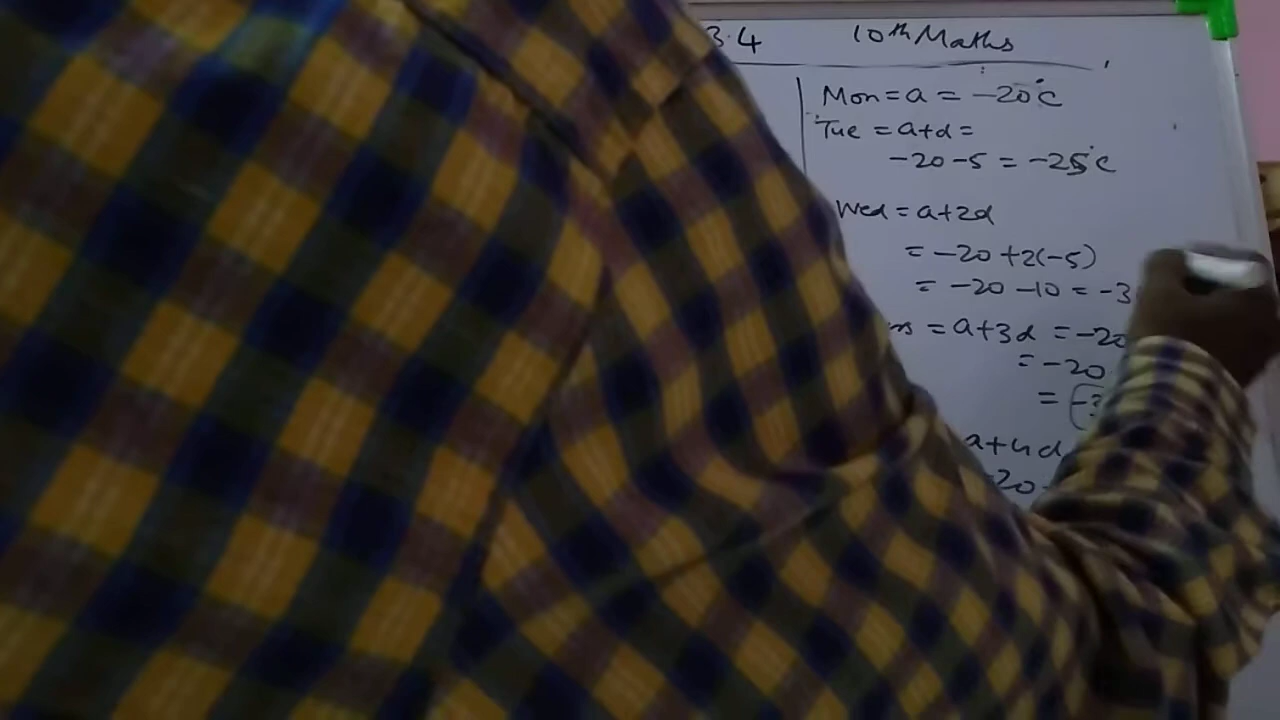 3.4 10th Maths
Mon = a = -20°c
Tue = a+d =
-20-5 = -25°c
Wed = a+2d
= -20+2(-5)
= -20-10 = -3
= a+3d = -20
= -20
= -3
a+4d
-20